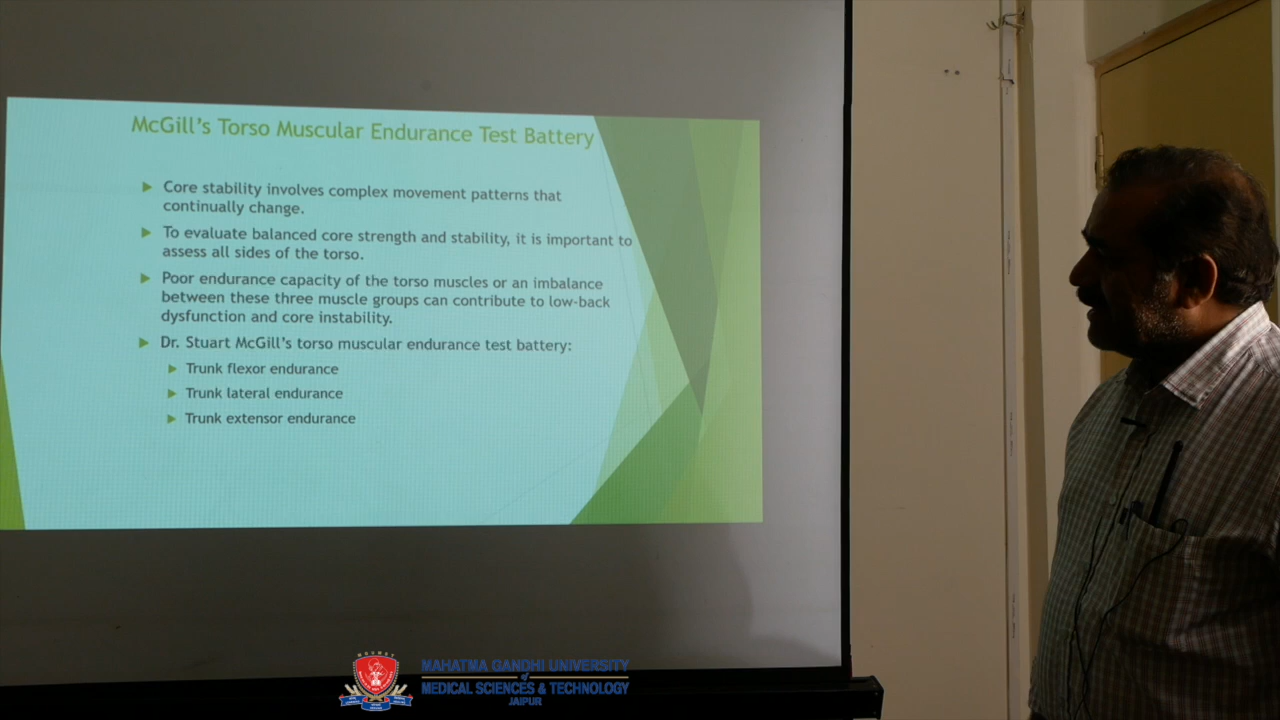 McGill's Torso Muscular Endurance Test Battery
Core stability involves complex movement patterns that
continually change.
To evaluate balanced core strength and stability, it is important to
assess all sides of the torso.
Poor endurance capacity of the torso muscles or an imbalance
between these three muscle groups can contribute to low-back
dysfunction and core instability.
Dr. Stuart McGill's torso muscular endurance test battery:
Trunk flexor endurance
Trunk lateral endurance
Trunk extensor endurance
MAHATMA GANDHI UNIVERSITY
of
MEDICAL SCIENCES & TECHNOLOGY
JAIPUR